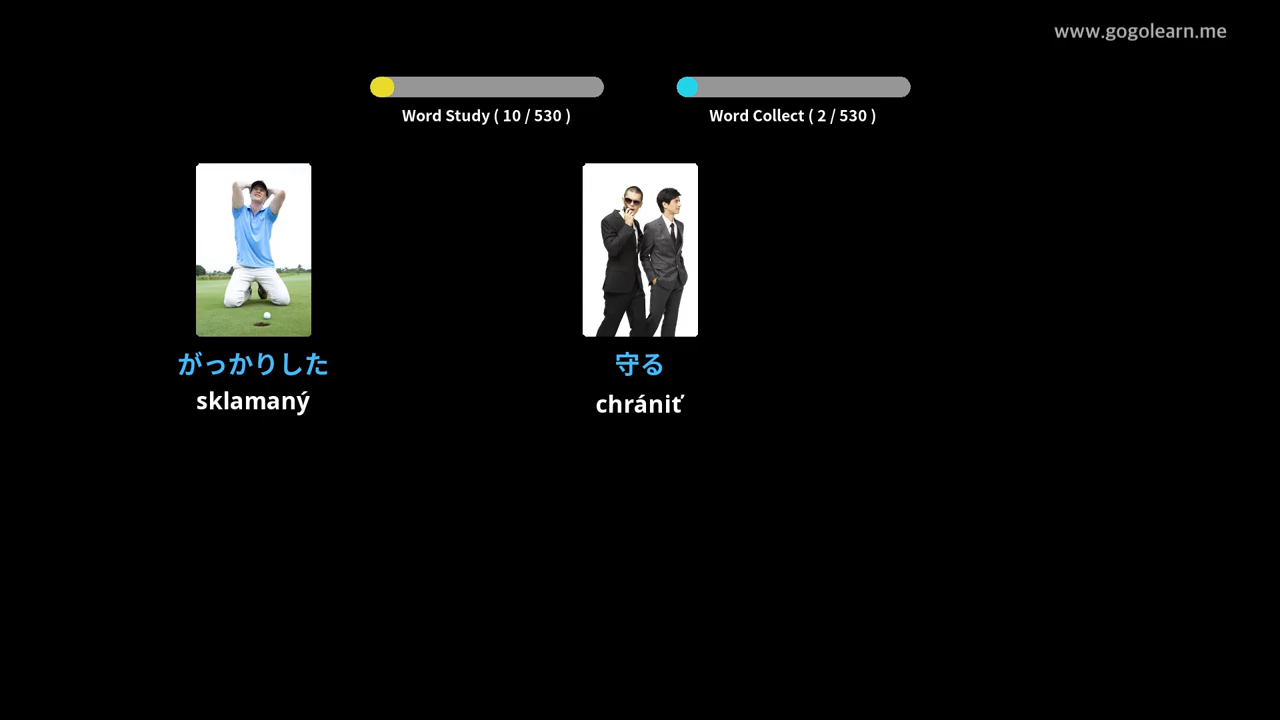 www.gogolearn.me
Word Study ( 10 / 530 )
Word Collect ( 2 / 530 )
がっかりした
sklamaný
守る
chrániť